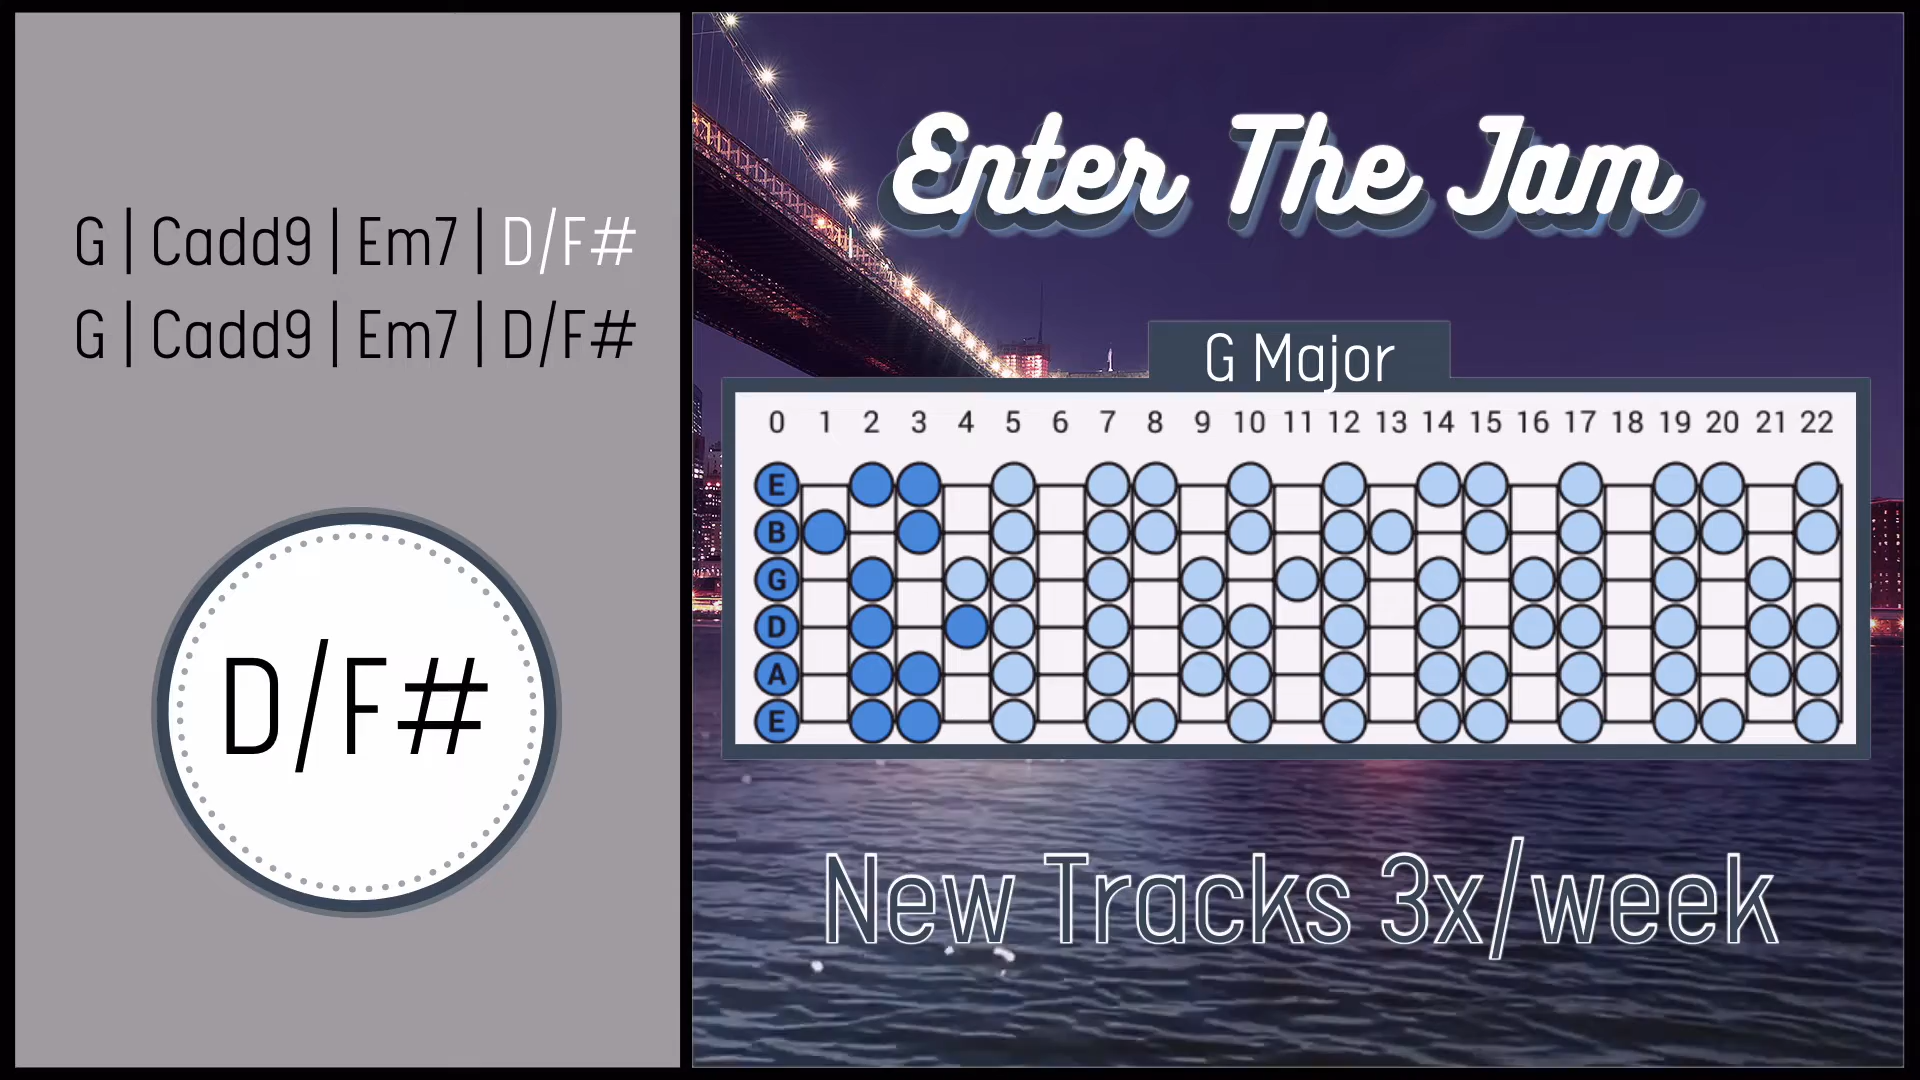 G | Cadd9 | Em7 | D/F#
G | Cadd9 | Em7 | D/F#
D/F#
Enter The Jam
G Major
0 1 2 3 4 5 6 7 8 9 10 11 12 13 14 15 16 17 18 19 20 21 22
E
B
G
D
A
E
New Tracks 3x/week